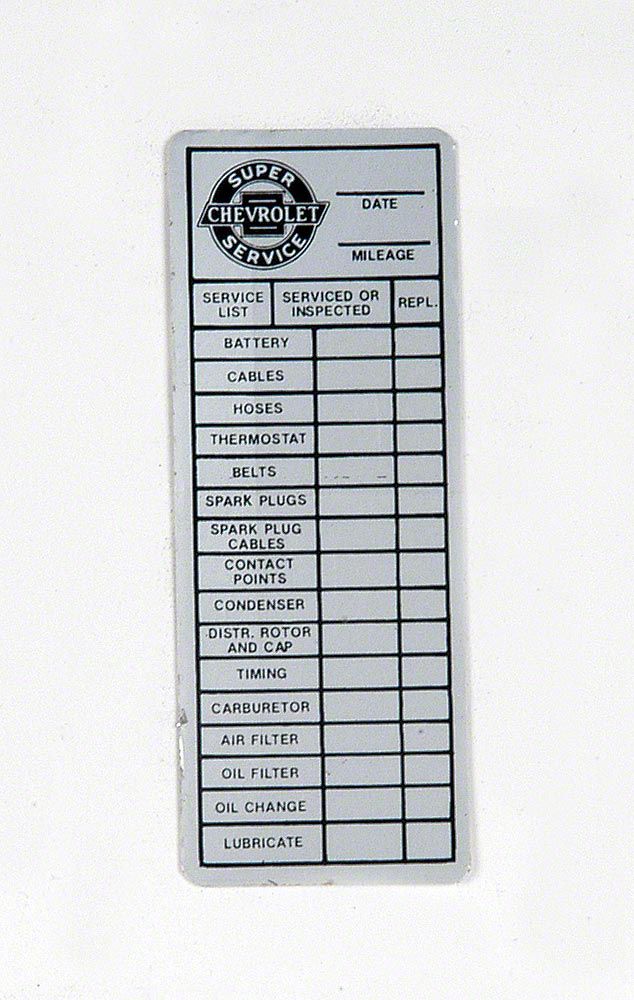 SUPER
CHEVROLET
SERVICE
DATE
MILEAGE
SERVICE LIST
SERVICED OR INSPECTED
REPL.
BATTERY
CABLES
HOSES
THERMOSTAT
BELTS
SPARK PLUGS
SPARK PLUG
CABLES
CONTACT
POINTS
CONDENSER
DISTR. ROTOR
AND CAP
TIMING
CARBURETOR
AIR FILTER
OIL FILTER
OIL CHANGE
LUBRICATE